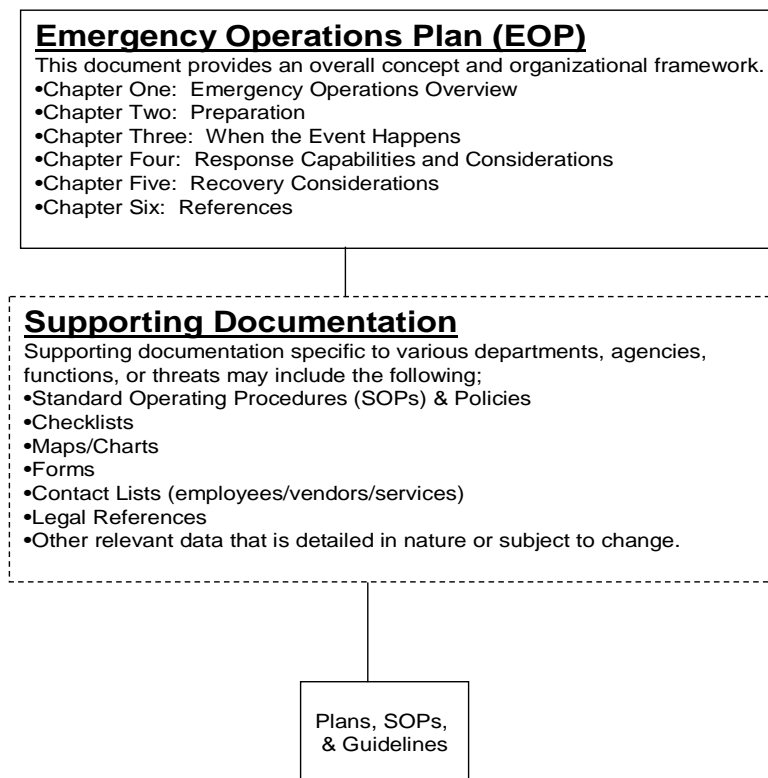 Emergency Operations Plan (EOP)
This document provides an overall concept and organizational framework.
•Chapter One:  Emergency Operations Overview
•Chapter Two:  Preparation
•Chapter Three:  When the Event Happens
•Chapter Four:  Response Capabilities and Considerations
•Chapter Five:  Recovery Considerations
•Chapter Six:  References
Supporting Documentation
Supporting documentation specific to various departments, agencies,
functions, or threats may include the following;
•Standard Operating Procedures (SOPs) & Policies
•Checklists
•Maps/Charts
•Forms
•Contact Lists (employees/vendors/services)
•Legal References
•Other relevant data that is detailed in nature or subject to change.
Plans, SOPs,
& Guidelines